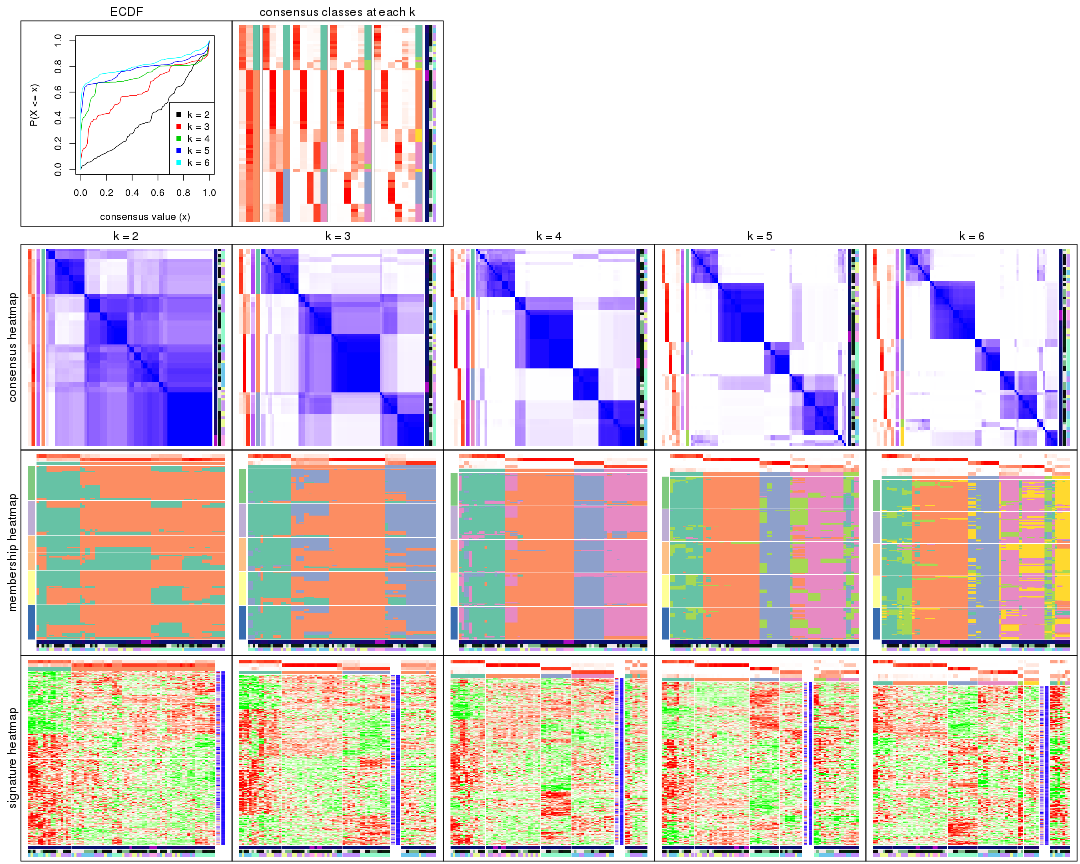 ECDF
consensus classes at each k
P(X <= x)
0.0
0.2
0.4
0.6
0.8
1.0
k = 2
k = 3
k = 4
k = 5
k = 6
0.0 0.2 0.4 0.6 0.8 1.0
consensus value (x)
k = 2
k = 3
k = 4
k = 5
k = 6
consensus heatmap
membership heatmap
signature heatmap